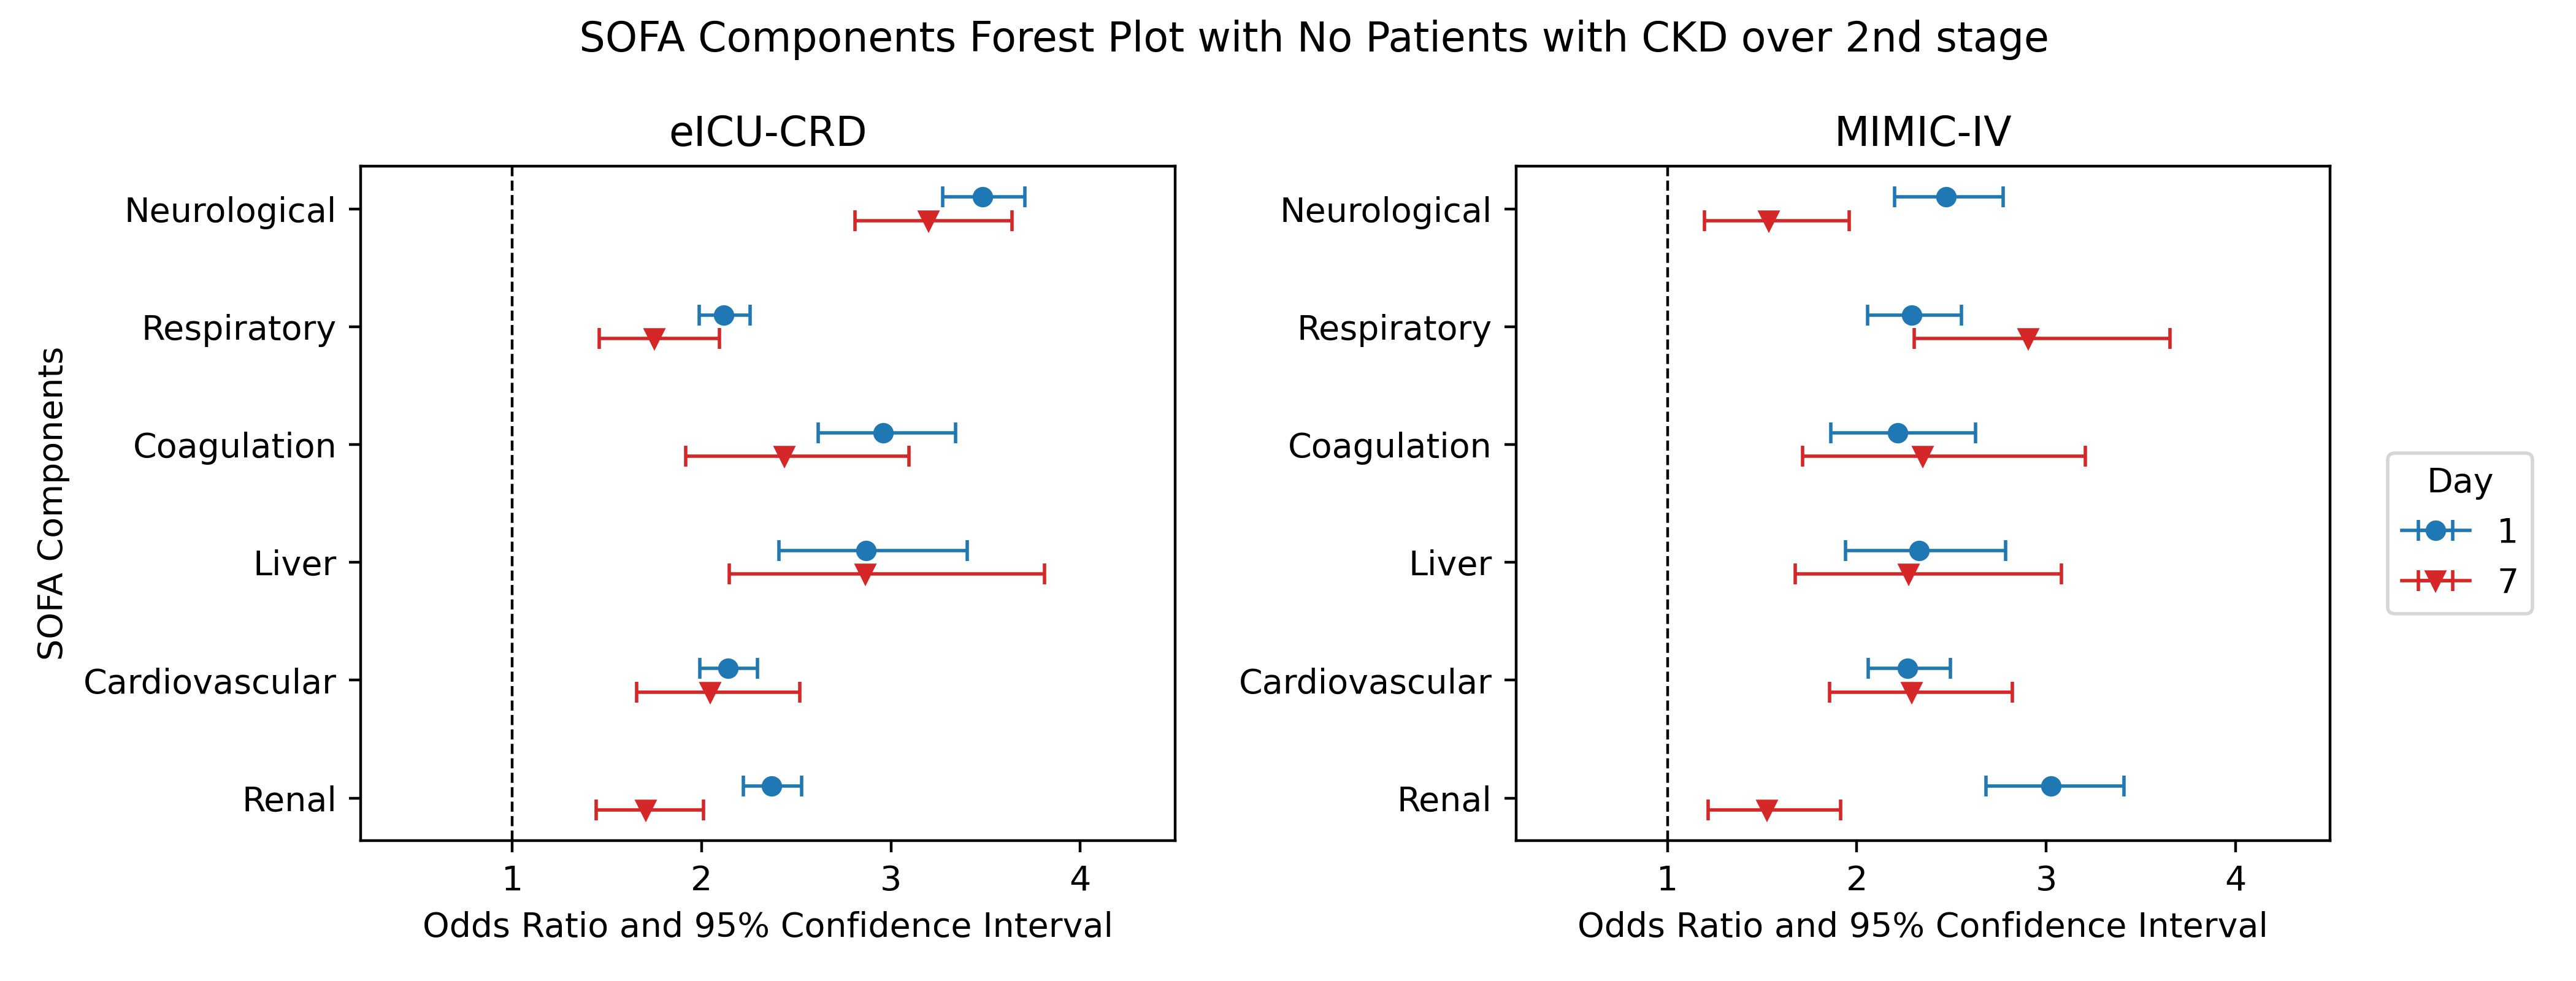 SOFA Components Forest Plot with No Patients with CKD over 2nd stage
eICU-CRD
SOFA Components
Neurological
Respiratory
Coagulation
Liver
Cardiovascular
Renal
1 2 3 4
Odds Ratio and 95% Confidence Interval
MIMIC-IV
Neurological
Respiratory
Coagulation
Liver
Cardiovascular
Renal
1 2 3 4
Odds Ratio and 95% Confidence Interval
Day
1
7